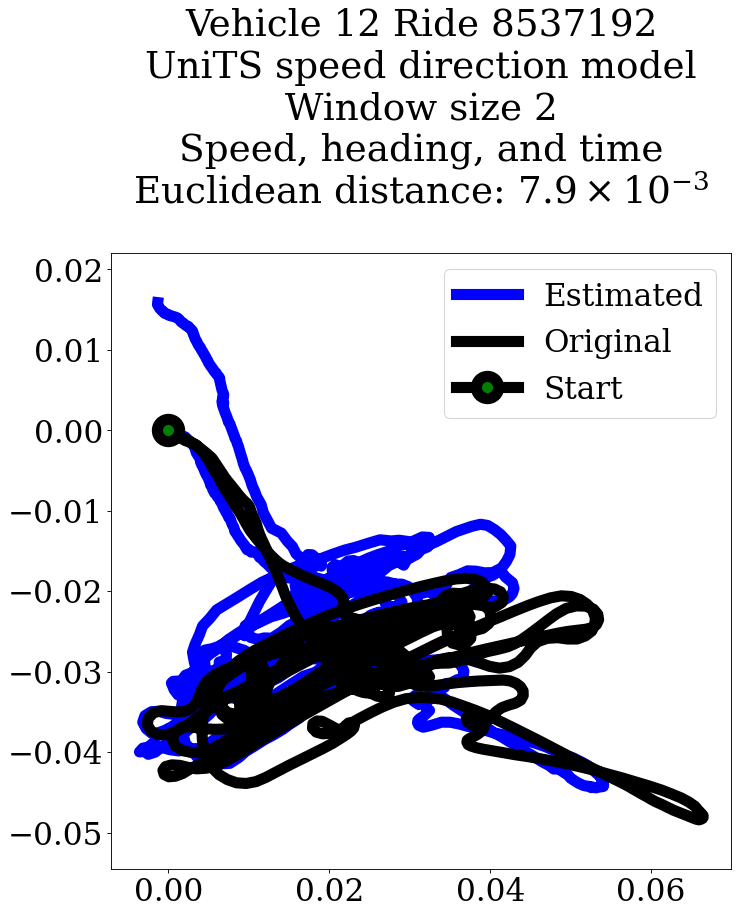 Vehicle 12 Ride 8537192
UniTS speed direction model
Window size 2
Speed, heading, and time
Euclidean distance: 7.9 × 10⁻³
Estimated
Original
Start
0.02
0.01
0.00
−0.01
−0.02
−0.03
−0.04
−0.05
0.00 0.02 0.04 0.06